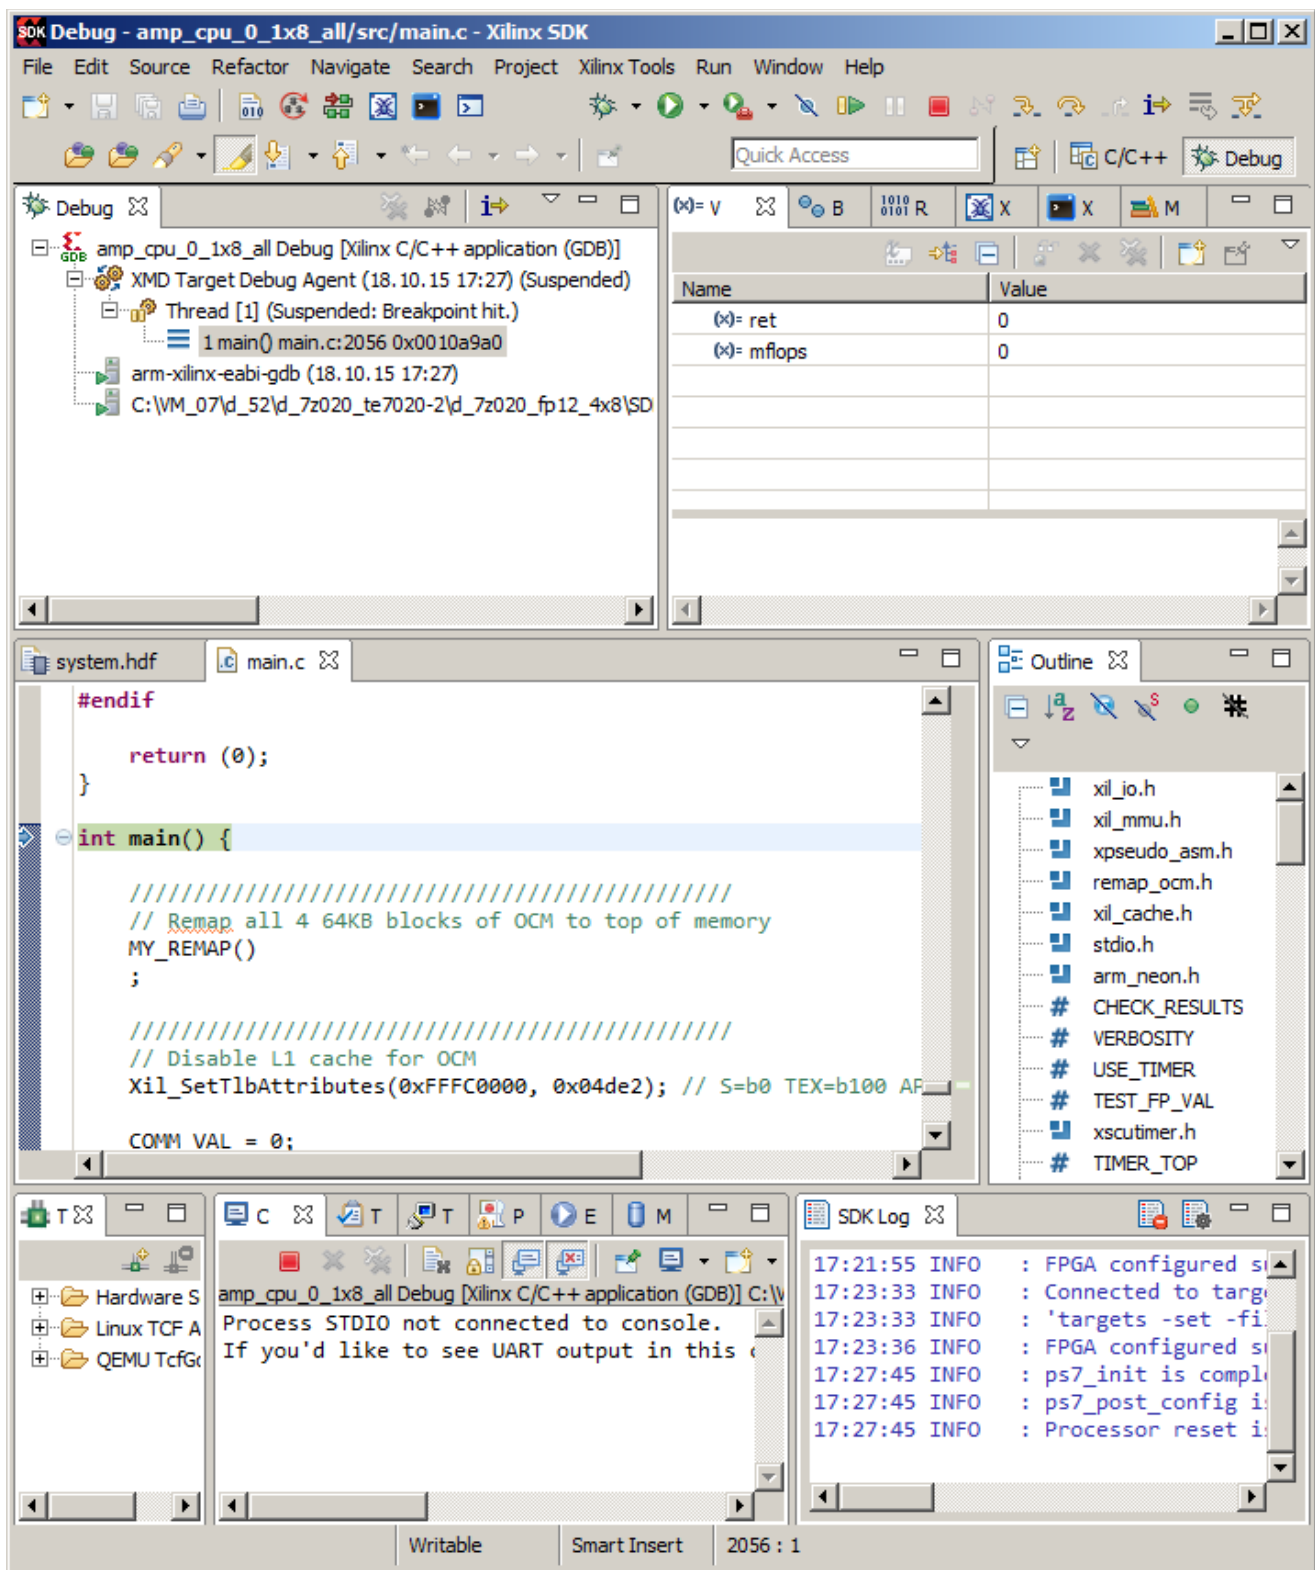 SDK Debug - amp_cpu_0_1x8_all/src/main.c - Xilinx SDK
File Edit Source Refactor Navigate Search Project Xilinx Tools Run Window Help
Quick Access C/C++ Debug
Debug
amp_cpu_0_1x8_all Debug [Xilinx C/C++ application (GDB)]
XMD Target Debug Agent (18.10.15 17:27) (Suspended)
Thread [1] (Suspended: Breakpoint hit.)
1 main() main.c:2056 0x0010a9a0
arm-xilinx-eabi-gdb (18.10.15 17:27)
C:\VM_07\d_52\d_7z020_te7020-2\d_7z020_fp12_4x8\SD
(x)= V B 1010 0101 R X X M
Name Value
(x)= ret 0
(x)= mflops 0
system.hdf main.c
#endif
return (0);
}
int main() {
////////////////////////////////////////////////
// Remap all 4 64KB blocks of OCM to top of memory
MY_REMAP()
;
////////////////////////////////////////////////
// Disable L1 cache for OCM
Xil_SetTlbAttributes(0xFFFC0000, 0x04de2); // S=b0 TEX=b100 AP
COMM_VAL = 0;
Outline
xil_io.h
xil_mmu.h
xpseudo_asm.h
remap_ocm.h
xil_cache.h
stdio.h
arm_neon.h
# CHECK_RESULTS
# VERBOSITY
# USE_TIMER
# TEST_FP_VAL
xscutimer.h
# TIMER_TOP
T
Hardware S
Linux TCF A
QEMU TcfG
C T T P E M
amp_cpu_0_1x8_all Debug [Xilinx C/C++ application (GDB)] C:\V
Process STDIO not connected to console.
If you'd like to see UART output in this
SDK Log
17:21:55 INFO : FPGA configured su
17:23:33 INFO : Connected to targ
17:23:33 INFO : 'targets -set -fi
17:23:36 INFO : FPGA configured su
17:27:45 INFO : ps7_init is compl
17:27:45 INFO : ps7_post_config i
17:27:45 INFO : Processor reset i
Writable Smart Insert 2056 : 1